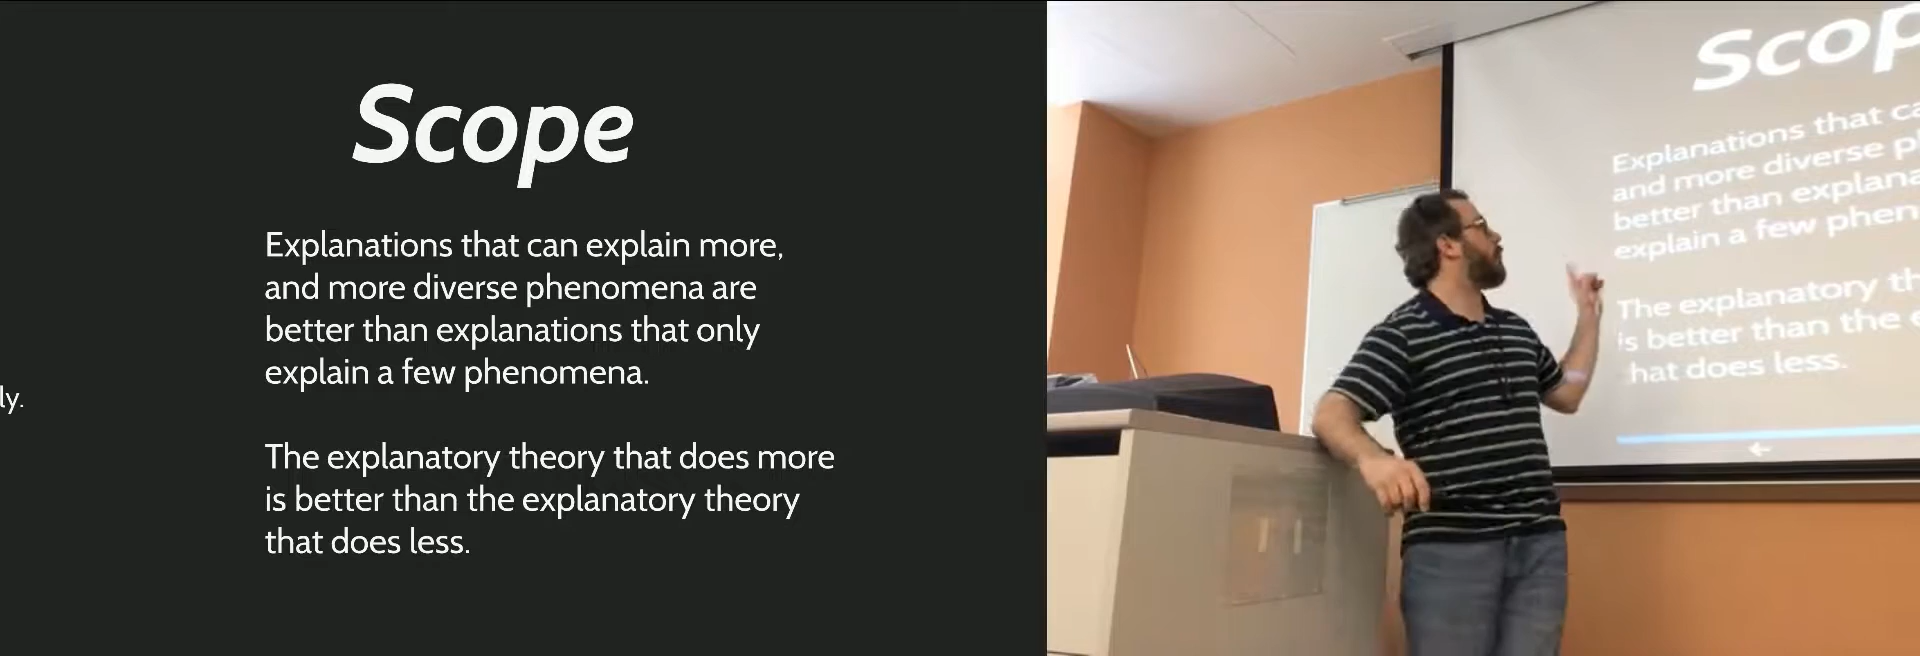 Scope
Explanations that can explain more,
and more diverse phenomena are
better than explanations that only
explain a few phenomena.
The explanatory theory that does more
is better than the explanatory theory
that does less.
ly.
Scop
Explanations that ca
and more diverse p
better than explana
explain a few phen
The explanatory th
is better than the e
hat does less.